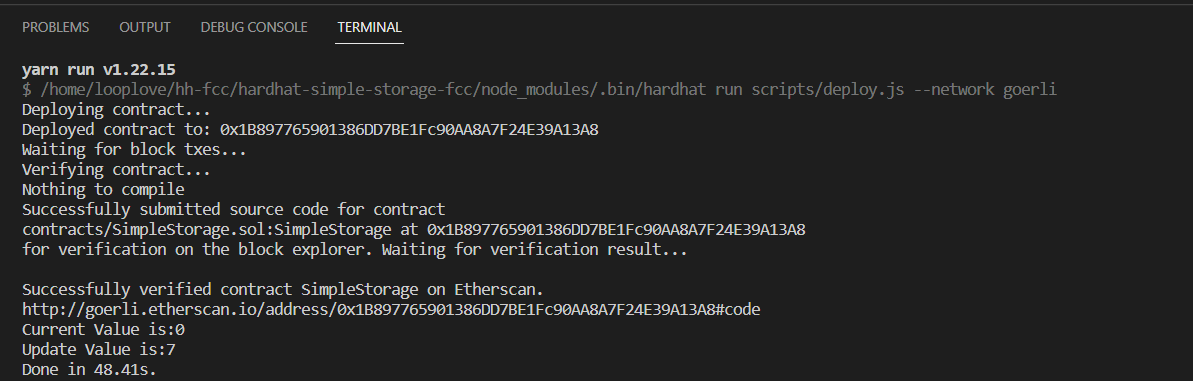 PROBLEMS OUTPUT DEBUG CONSOLE TERMINAL
yarn run v1.22.15
$ /home/looplove/hh-fcc/hardhat-simple-storage-fcc/node_modules/.bin/hardhat run scripts/deploy.js --network goerli
Deploying contract...
Deployed contract to: 0x1B897765901386DD7BE1Fc90AA8A7F24E39A13A8
Waiting for block txes...
Verifying contract...
Nothing to compile
Successfully submitted source code for contract
contracts/SimpleStorage.sol:SimpleStorage at 0x1B897765901386DD7BE1Fc90AA8A7F24E39A13A8
for verification on the block explorer. Waiting for verification result...
Successfully verified contract SimpleStorage on Etherscan.
http://goerli.etherscan.io/address/0x1B897765901386DD7BE1Fc90AA8A7F24E39A13A8#code
Current Value is:0
Update Value is:7
Done in 48.41s.